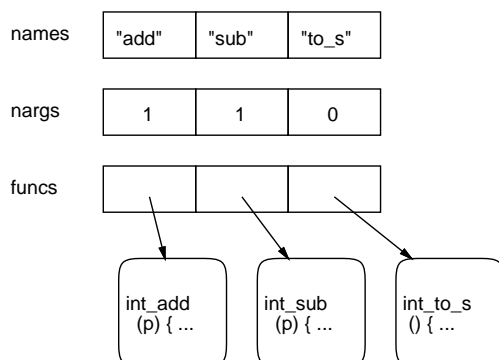 names "add" "sub" "to_s"
nargs 1 1 0
funcs
int_add int_sub int_to_s
(p) { ... (p) { ... () { ...